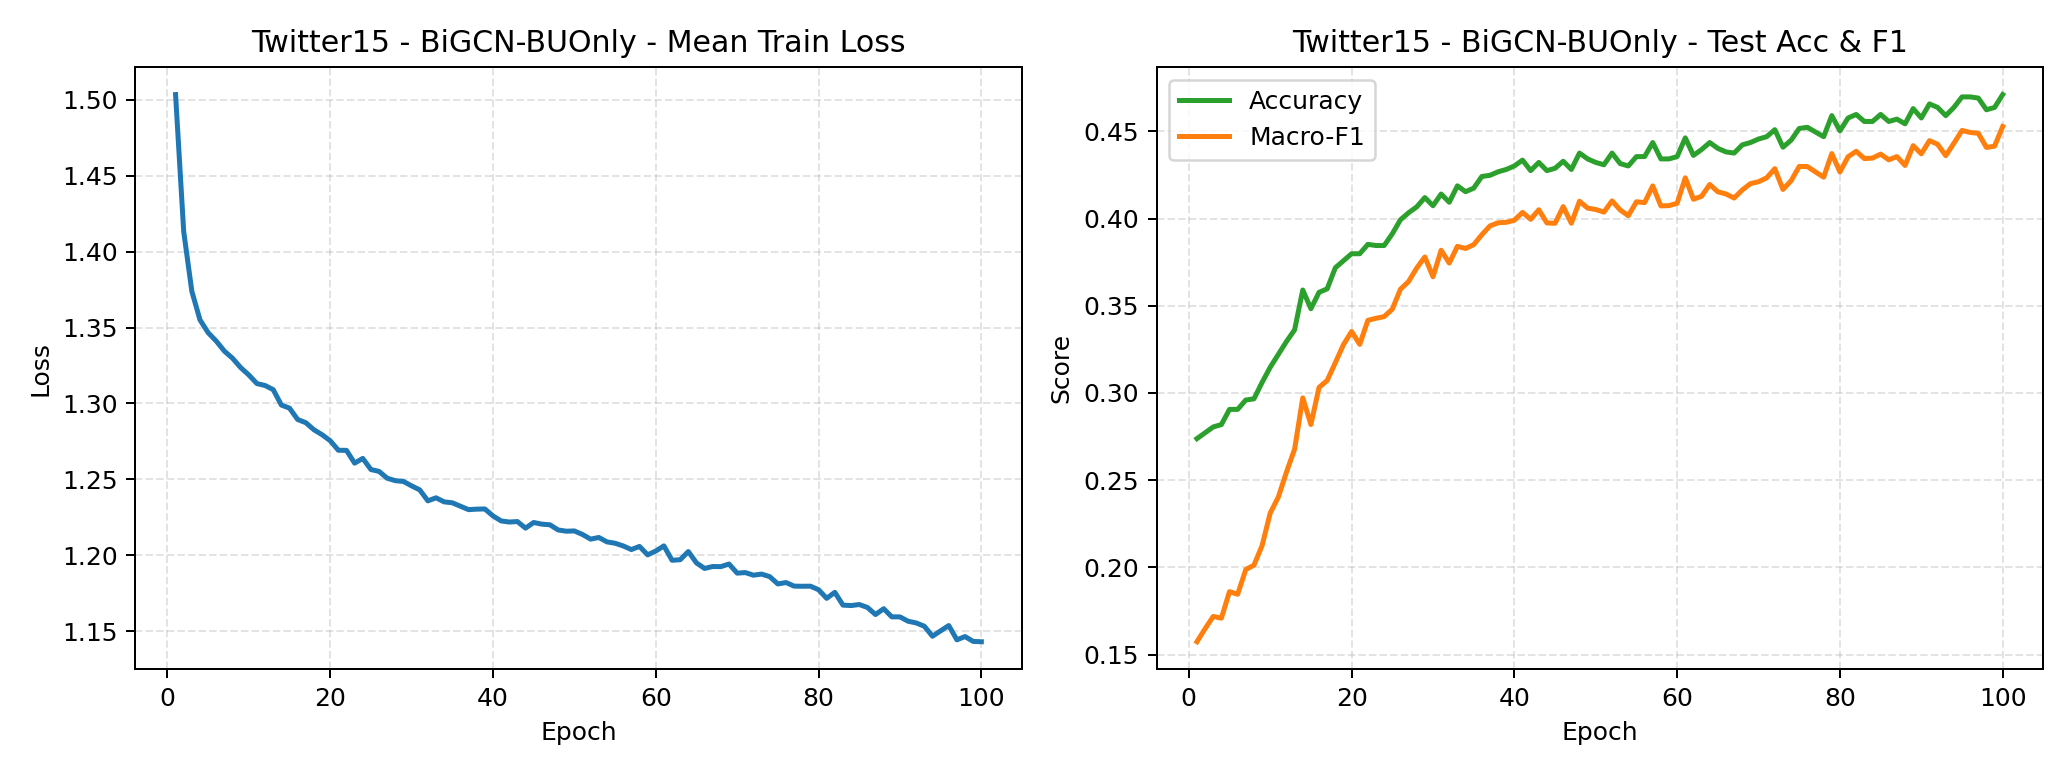 Twitter15 - BiGCN-BUOnly - Mean Train Loss
1.50
1.45
1.40
1.35
1.30
1.25
1.20
1.15
Loss
0 20 40 60 80 100
Epoch
Twitter15 - BiGCN-BUOnly - Test Acc & F1
Accuracy
Macro-F1
0.45
0.40
0.35
0.30
0.25
0.20
0.15
Score
0 20 40 60 80 100
Epoch